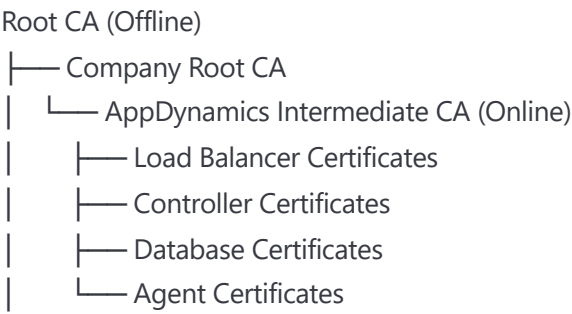 Root CA (Offline)
├── Company Root CA
│   └── AppDynamics Intermediate CA (Online)
│       ├── Load Balancer Certificates
│       ├── Controller Certificates
│       ├── Database Certificates
│       └── Agent Certificates